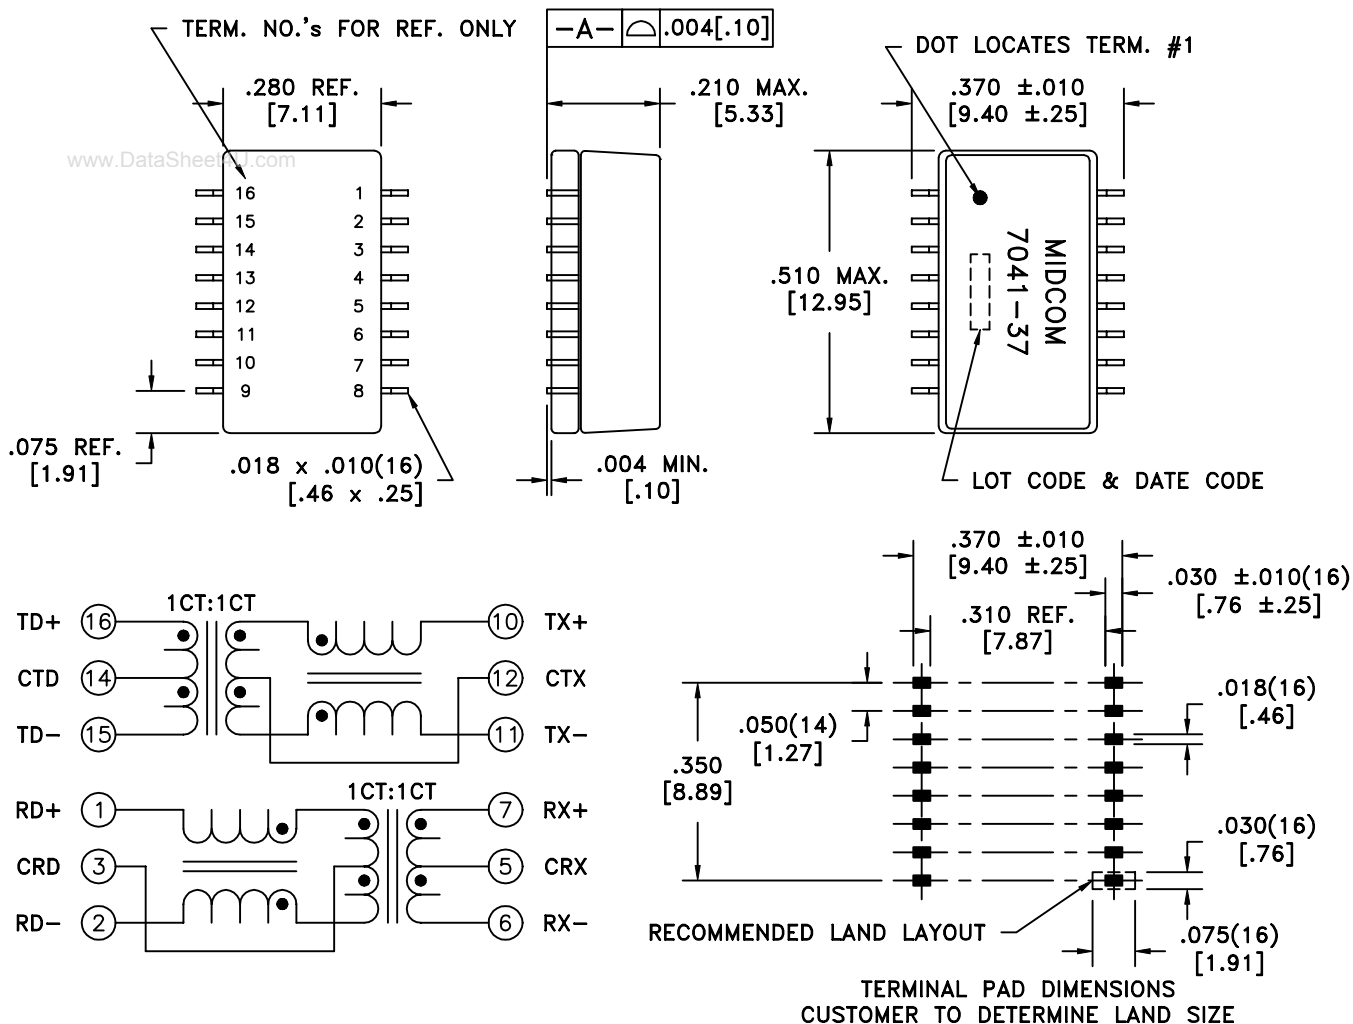 TERM. NO.'s FOR REF. ONLY
-A- .004[.10]
DOT LOCATES TERM. #1
.280 REF.
[7.11]
.210 MAX.
[5.33]
.370 ±.010
[9.40 ±.25]
www.DataSheet4U.com
16 1
15 2
14 3
13 4
12 5
11 6
10 7
9 8
.510 MAX.
[12.95]
MIDCOM
7041-37
.075 REF.
[1.91]
.018 x .010(16)
[.46 x .25]
.004 MIN.
[.10]
LOT CODE & DATE CODE
1CT:1CT
TD+ 16 10 TX+
CTD 14 12 CTX
TD- 15 11 TX-
1CT:1CT
RD+ 1 7 RX+
CRD 3 5 CRX
RD- 2 6 RX-
.370 ±.010
[9.40 ±.25]
.030 ±.010(16)
[.76 ±.25]
.310 REF.
[7.87]
.018(16)
[.46]
.050(14)
[1.27]
.350
[8.89]
.030(16)
[.76]
RECOMMENDED LAND LAYOUT
.075(16)
[1.91]
TERMINAL PAD DIMENSIONS
CUSTOMER TO DETERMINE LAND SIZE